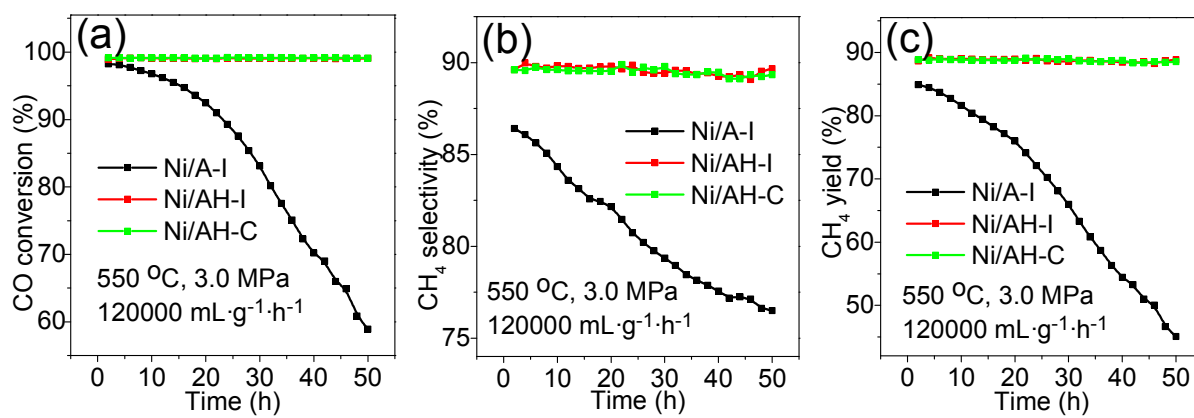 (a)
100
90
80
70
60
CO conversion (%)
Ni/A-I
Ni/AH-I
Ni/AH-C
550 ᴼC, 3.0 MPa
120000 mL·g⁻¹·h⁻¹
0 10 20 30 40 50
Time (h)
(b)
90
85
80
75
CH₄ selectivity (%)
Ni/A-I
Ni/AH-I
Ni/AH-C
550 ᴼC, 3.0 MPa
120000 mL·g⁻¹·h⁻¹
0 10 20 30 40 50
Time (h)
(c)
90
80
70
60
50
CH₄ yield (%)
Ni/A-I
Ni/AH-I
Ni/AH-C
550 ᴼC, 3.0 MPa
120000 mL·g⁻¹·h⁻¹
0 10 20 30 40 50
Time (h)